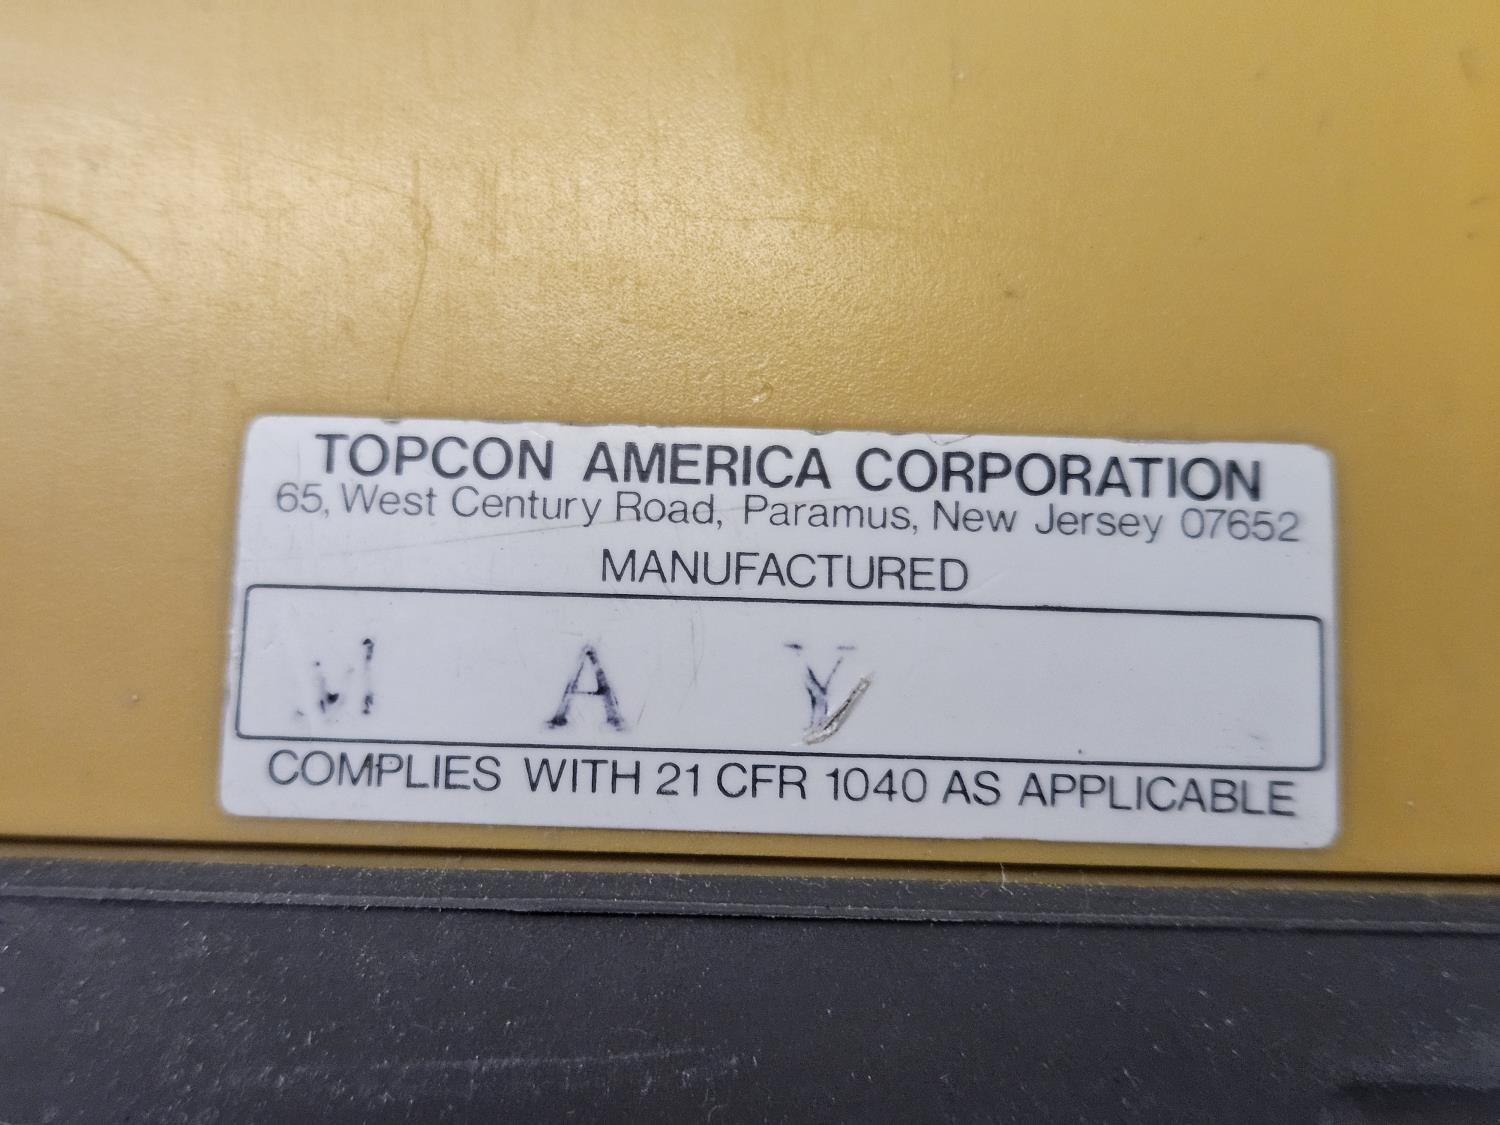 TOPCON AMERICA CORPORATION
65, West Century Road, Paramus, New Jersey 07652
MANUFACTURED
M A Y
COMPLIES WITH 21 CFR 1040 AS APPLICABLE